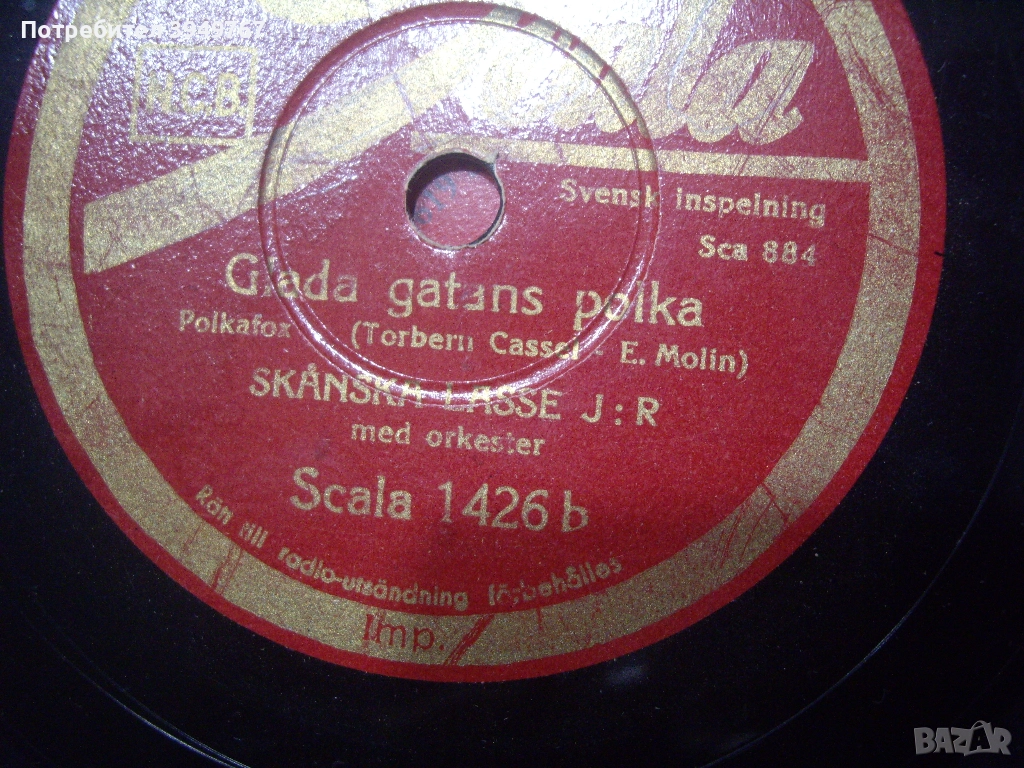 Потребител 3999767
NCB
Svensk inspelning
Sca 884
Glada gatans polka
Polkafox (Torbern Cassel - E. Molin)
SKÅNSKA LASSE J:R
med orkester
Scala 1426 b
Rätt till radio-utsändning förbehålles
Imp.
BAZAR